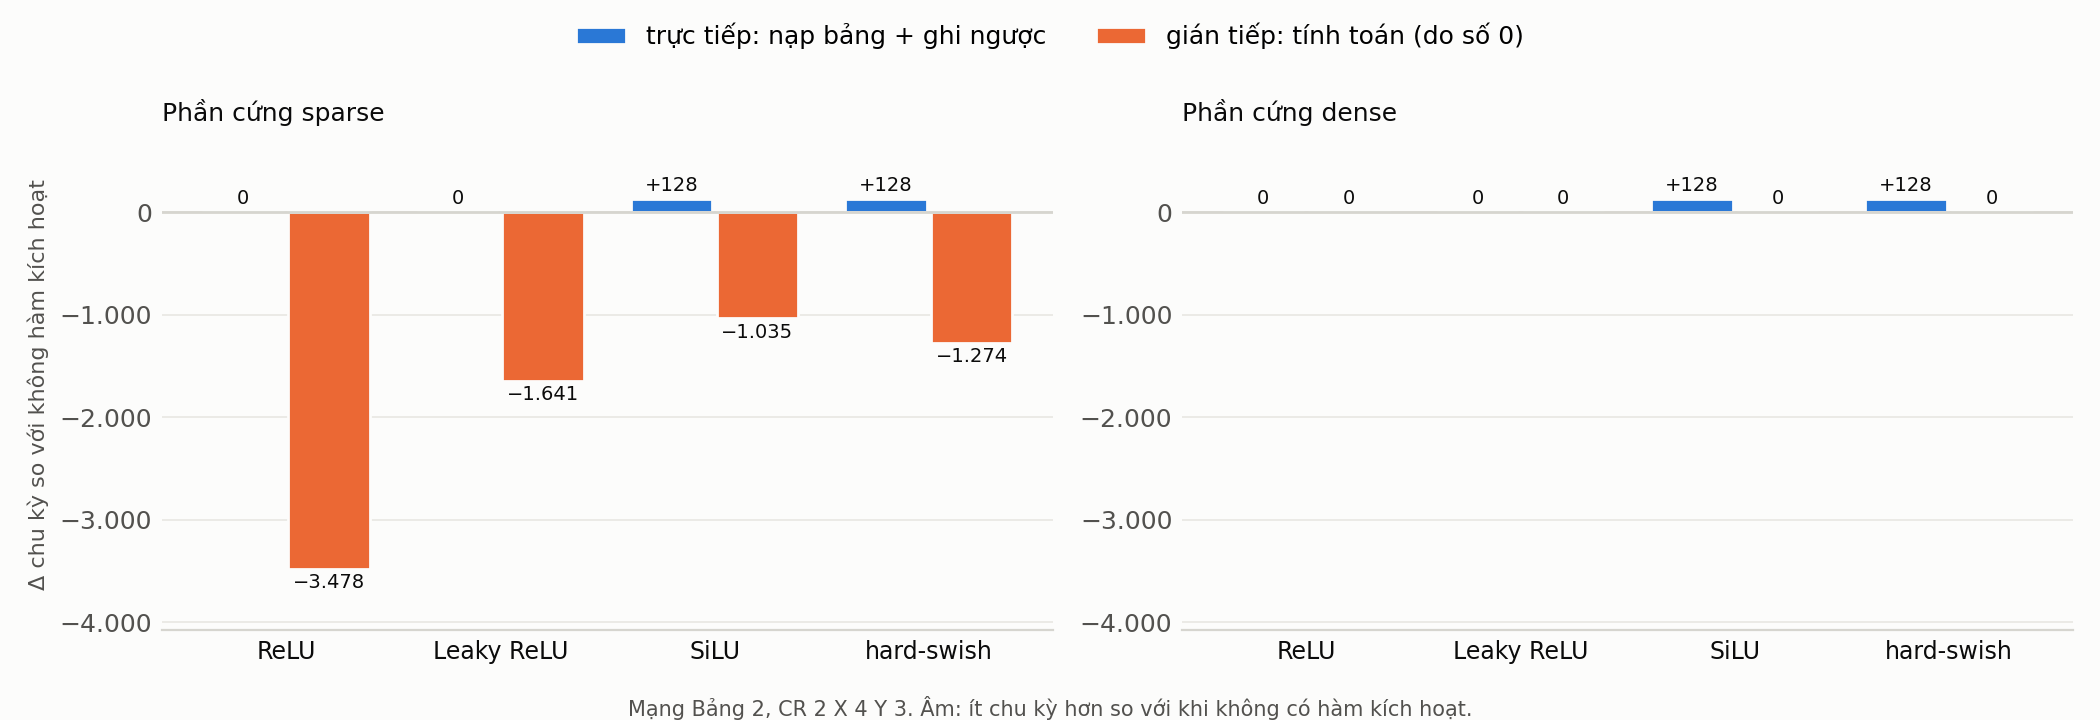 trực tiếp: nạp bảng + ghi ngược
gián tiếp: tính toán (do số 0)
Phần cứng sparse
Δ chu kỳ so với không hàm kích hoạt
0
−1.000
−2.000
−3.000
−4.000
0
−3.478
0
−1.641
+128
−1.035
+128
−1.274
ReLU
Leaky ReLU
SiLU
hard-swish
Phần cứng dense
0
−1.000
−2.000
−3.000
−4.000
0
0
0
0
+128
0
+128
0
ReLU
Leaky ReLU
SiLU
hard-swish
Mạng Bảng 2, CR 2 X 4 Y 3. Âm: ít chu kỳ hơn so với khi không có hàm kích hoạt.